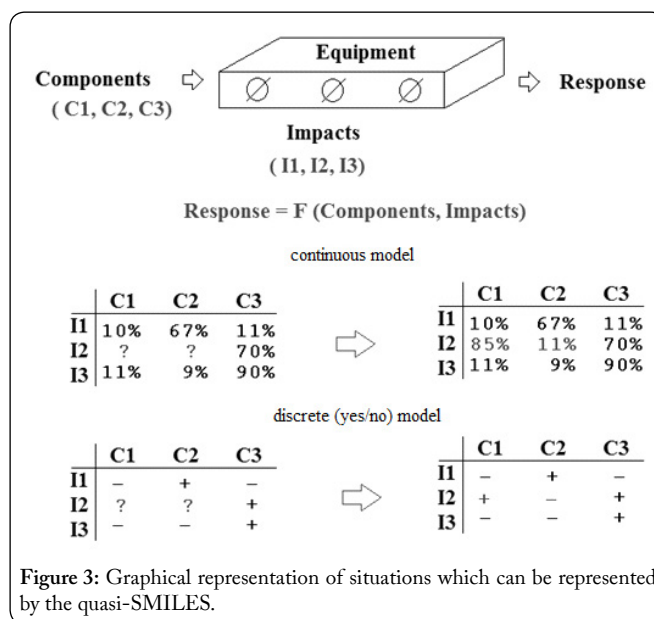 Equipment
Components
( C1, C2, C3)
Response
Impacts
( I1, I2, I3)
Response = F (Components, Impacts)
continuous model
C1 C2 C3
I1 10% 67% 11%
I2 ? ? 70%
I3 11% 9% 90%
C1 C2 C3
I1 10% 67% 11%
I2 85% 11% 70%
I3 11% 9% 90%
discrete (yes/no) model
C1 C2 C3
I1 – + –
I2 ? ? +
I3 – – +
C1 C2 C3
I1 – + –
I2 + – +
I3 – – +
Figure 3: Graphical representation of situations which can be represented
by the quasi-SMILES.